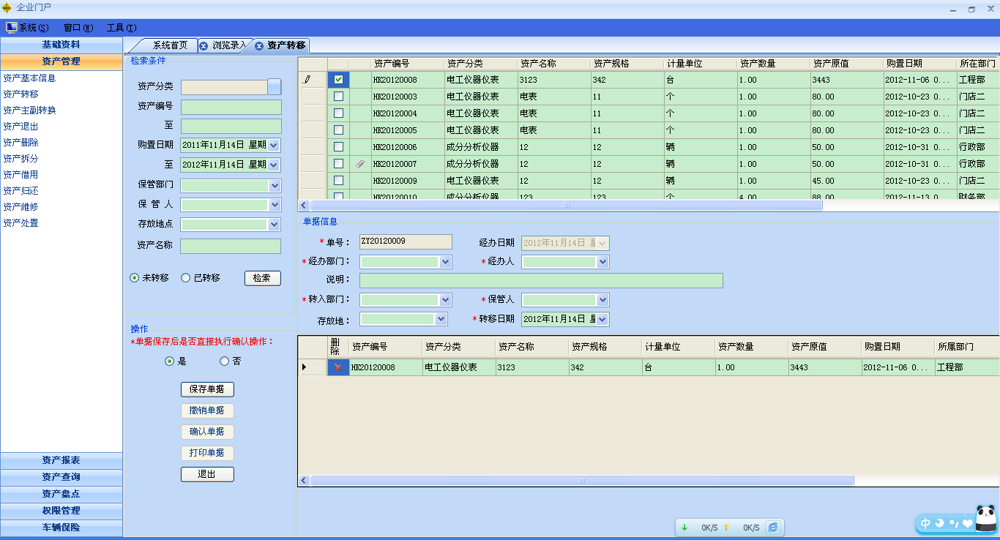 企业门户
系统(S) 窗口(W) 工具(T)
基础资料
资产管理
资产基本信息
资产转移
资产主副转换
资产退出
资产删除
资产拆分
资产借用
资产归还
资产维修
资产处置
资产报表
资产查询
资产盘点
权限管理
车辆保险
系统首页 浏览录入 资产转移
检索条件
资产分类
资产编号
至
购置日期 2011年11月14日 星期
至 2012年11月14日 星期
保管部门
保 管 人
存放地点
资产名称
未转移 已转移 检索
操作
*单据保存后是否直接执行确认操作：
是 否
保存单据
撤销单据
确认单据
打印单据
退出
资产编号 资产分类 资产名称 资产规格 计量单位 资产数量 资产原值 购置日期 所在部门
HK20120008 电工仪器仪表 3123 342 台 1.00 3443 2012-11-06 0... 工程部
HK20120003 电工仪器仪表 电表 11 个 1.00 80.00 2012-10-23 0... 门店二
HK20120004 电工仪器仪表 电表 11 个 1.00 80.00 2012-10-23 0... 门店二
HK20120005 电工仪器仪表 电表 11 个 1.00 80.00 2012-10-23 0... 门店二
HK20120006 成分分析仪器 12 12 辆 1.00 50.00 2012-10-31 0... 行政部
HK20120007 成分分析仪器 12 12 辆 1.00 50.00 2012-10-31 0... 行政部
HK20120009 电工仪器仪表 12 12 辆 1.00 45.00 2012-10-23 0... 门店二
HK20120010 成分分析仪器 123 123 个 4.00 88.00 2012-11-13 0... 财务部
单据信息
*单号： ZY20120009 经办日期 2012年11月14日 星
*经办部门： *经办人
说明：
*转入部门： *保管人
存放地： *转移日期 2012年11月14日 星
删除 资产编号 资产分类 资产名称 资产规格 计量单位 资产数量 资产原值 购置日期 所属部门
HK20120008 电工仪器仪表 3123 342 台 1.00 3443 2012-11-06 0... 工程部
0K/S 0K/S
中